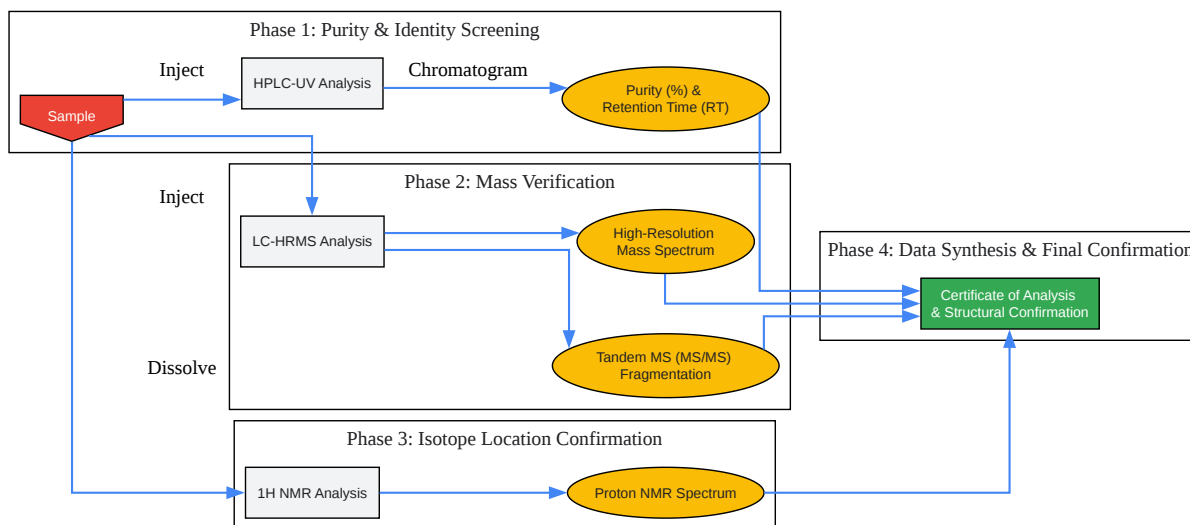 Phase 1: Purity & Identity Screening
Inject
HPLC-UV Analysis
Chromatogram
Purity (%) &
Retention Time (RT)
Sample
Phase 2: Mass Verification
Inject
LC-HRMS Analysis
High-Resolution
Mass Spectrum
Phase 4: Data Synthesis & Final Confirmation
Certificate of Analysis
& Structural Confirmation
Dissolve
Tandem MS (MS/MS)
Fragmentation
Phase 3: Isotope Location Confirmation
1H NMR Analysis
Proton NMR Spectrum